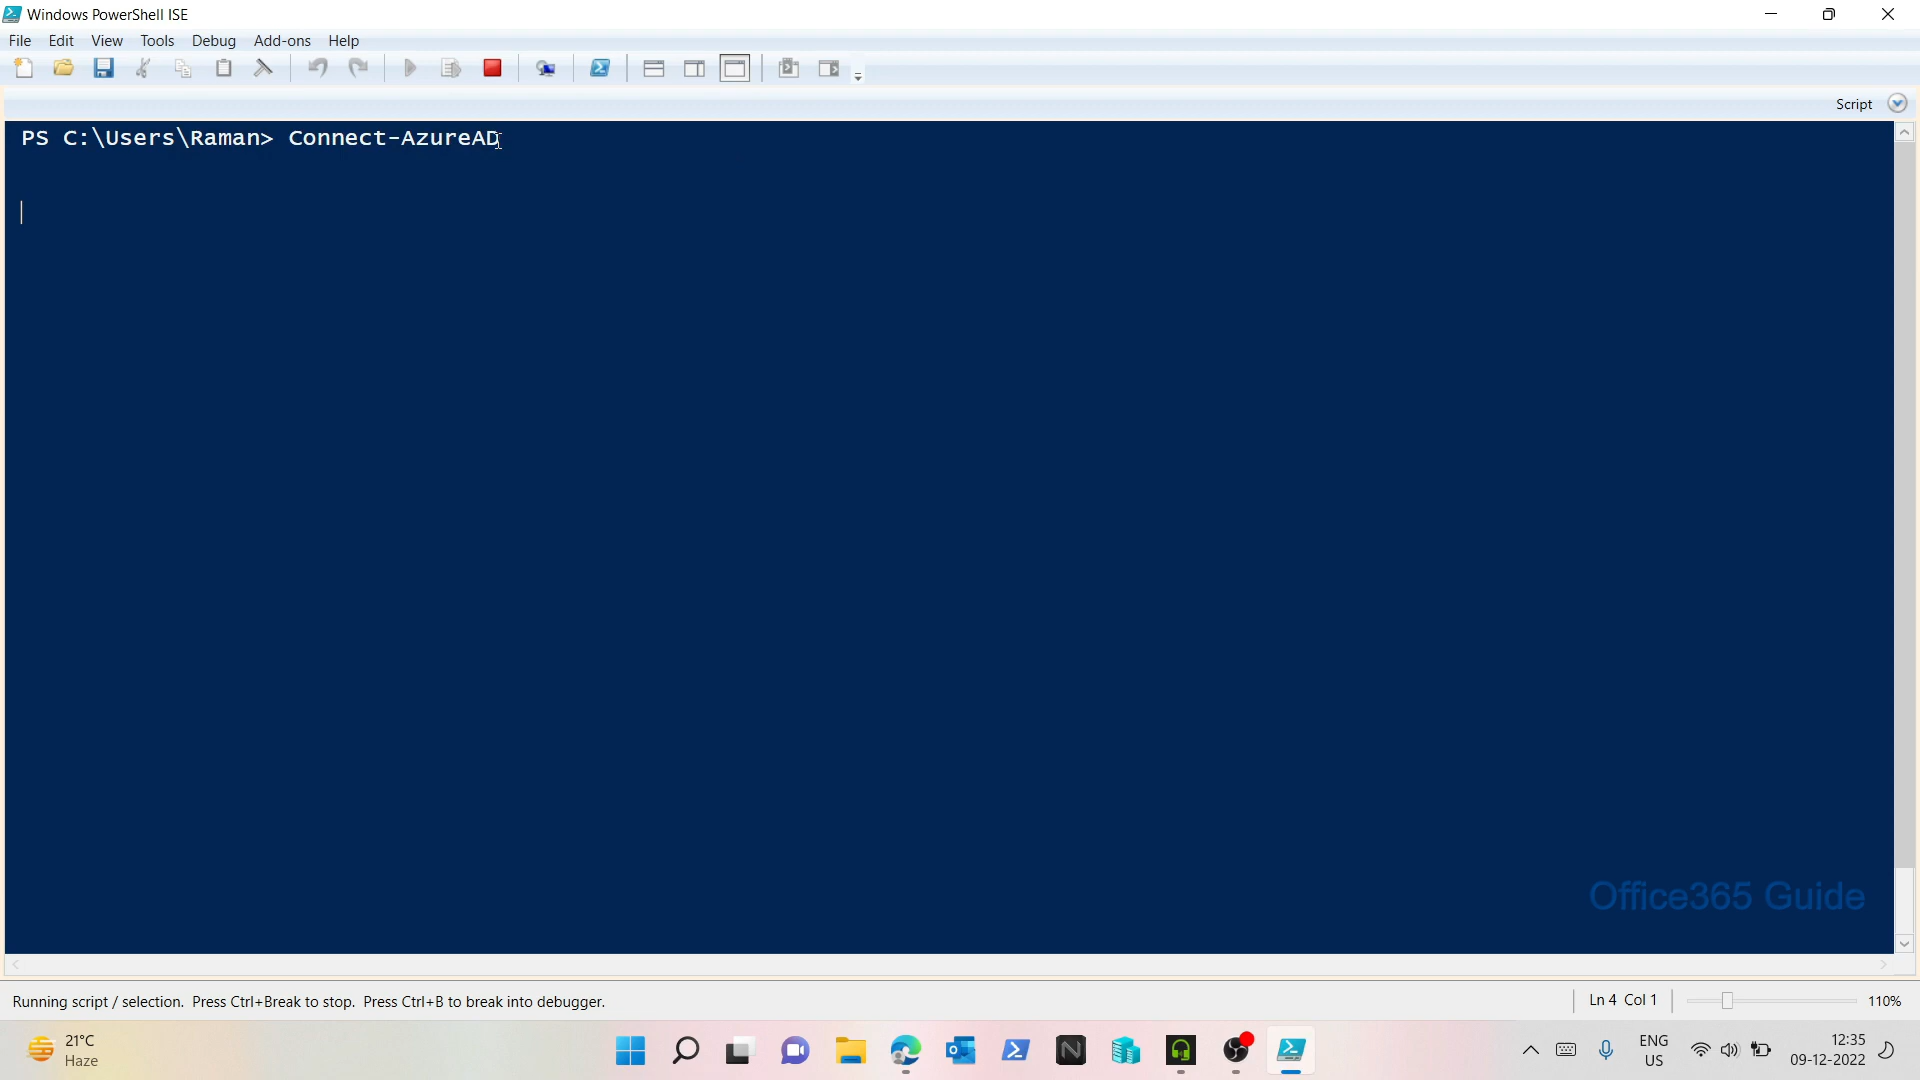 Windows PowerShell ISE
File Edit View Tools Debug Add-ons Help
Script
PS C:\Users\Raman> Connect-AzureAD
Office365 Guide
Running script / selection. Press Ctrl+Break to stop. Press Ctrl+B to break into debugger.
Ln 4 Col 1
110%
21°C
Haze
ENG
US
12:35
09-12-2022